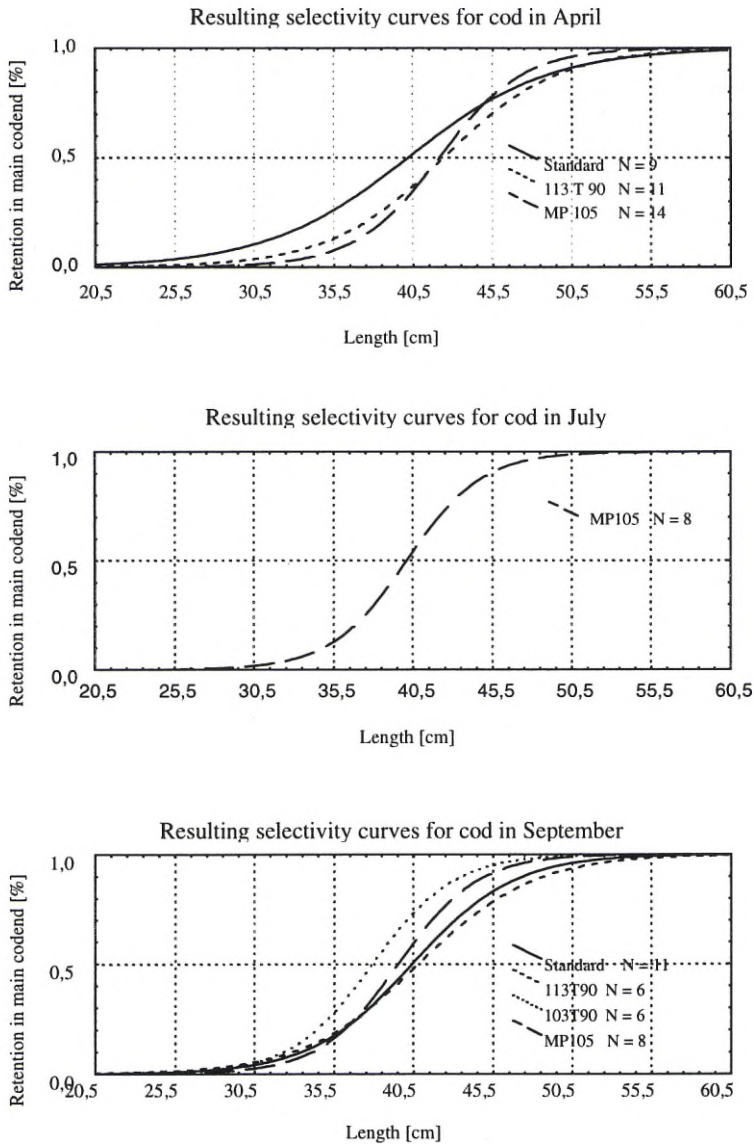 Resulting selectivity curves for cod in April
Retention in main codend [%]
1,0
0,5
0,0
Standard N = 9
113 T 90 N = 11
MP 105 N = 14
20,5 25,5 30,5 35,5 40,5 45,5 50,5 55,5 60,5
Length [cm]
Resulting selectivity curves for cod in July
Retention in main codend [%]
1,0
0,5
0,0
MP105 N = 8
20,5 25,5 30,5 35,5 40,5 45,5 50,5 55,5 60,5
Length [cm]
Resulting selectivity curves for cod in September
Retention in main codend [%]
1,0
0,5
0,0
Standard N = 11
113T90 N = 6
103T90 N = 6
MP105 N = 8
20,5 25,5 30,5 35,5 40,5 45,5 50,5 55,5 60,5
Length [cm]